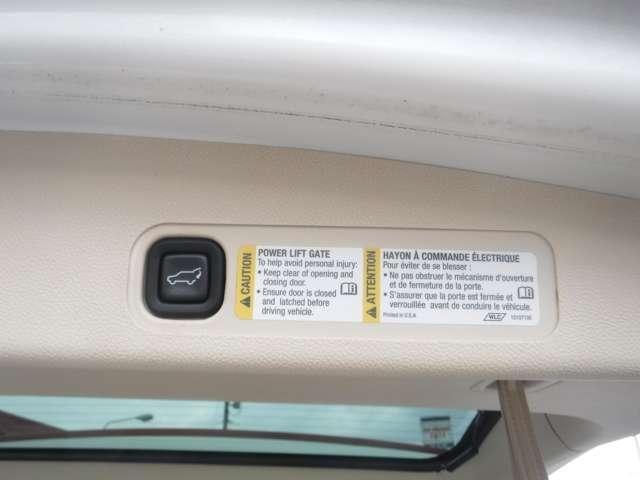 CAUTION
POWER LIFT GATE
To help avoid personal injury:
• Keep clear of opening and
closing door.
• Ensure door is closed
and latched before
driving vehicle.
ATTENTION
HAYON À COMMANDE ÉLECTRIQUE
Pour éviter de se blesser :
• Ne pas obstruer le mécanisme d'ouverture
et de fermeture de la porte.
• S'assurer que la porte est fermée et
verrouillée avant de conduire le véhicule.
Printed in U.S.A.